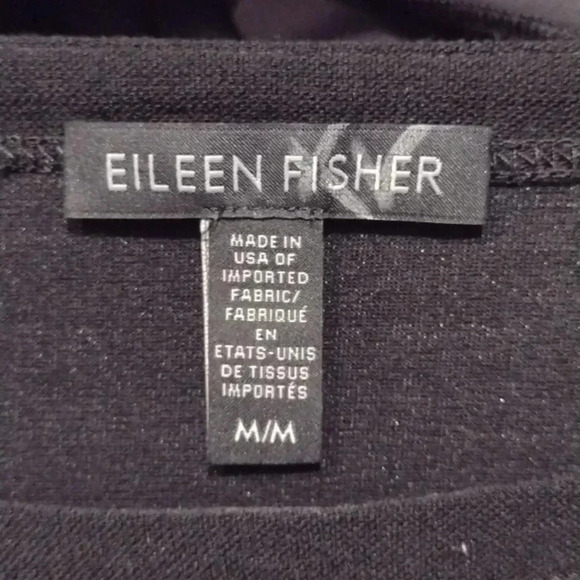 EILEEN FISHER
MADE IN
USA OF
IMPORTED
FABRIC/
FABRIQUÉ
EN
ETATS-UNIS
DE TISSUS
IMPORTÉS
M/M